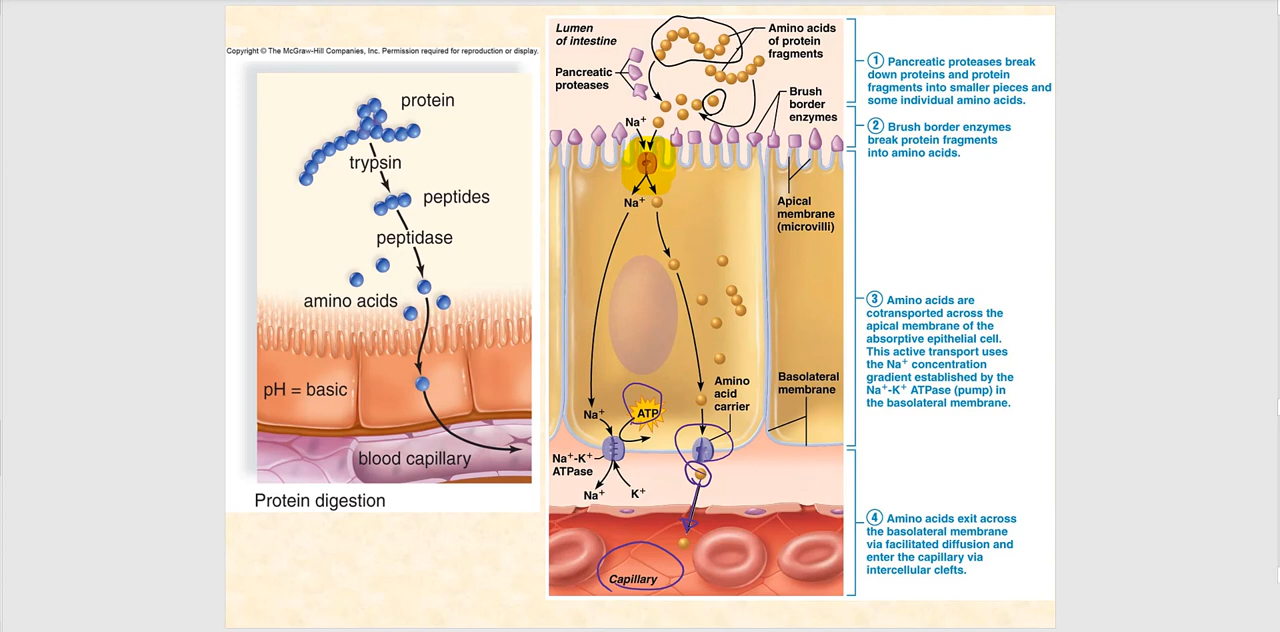 Copyright © The McGraw-Hill Companies, Inc. Permission required for reproduction or display.
protein
trypsin
peptides
peptidase
amino acids
pH = basic
blood capillary
Protein digestion
Lumen
of intestine
Amino acids
of protein
fragments
Pancreatic
proteases
Brush
border
enzymes
Na+
Na+
Apical
membrane
(microvilli)
Amino
acid
carrier
Basolateral
membrane
ATP
Na+
Na+-K+
ATPase
Na+
K+
Capillary
1 Pancreatic proteases break
down proteins and protein
fragments into smaller pieces and
some individual amino acids.
2 Brush border enzymes
break protein fragments
into amino acids.
3 Amino acids are
cotransported across the
apical membrane of the
absorptive epithelial cell.
This active transport uses
the Na+ concentration
gradient established by the
Na+-K+ ATPase (pump) in
the basolateral membrane.
4 Amino acids exit across
the basolateral membrane
via facilitated diffusion and
enter the capillary via
intercellular clefts.